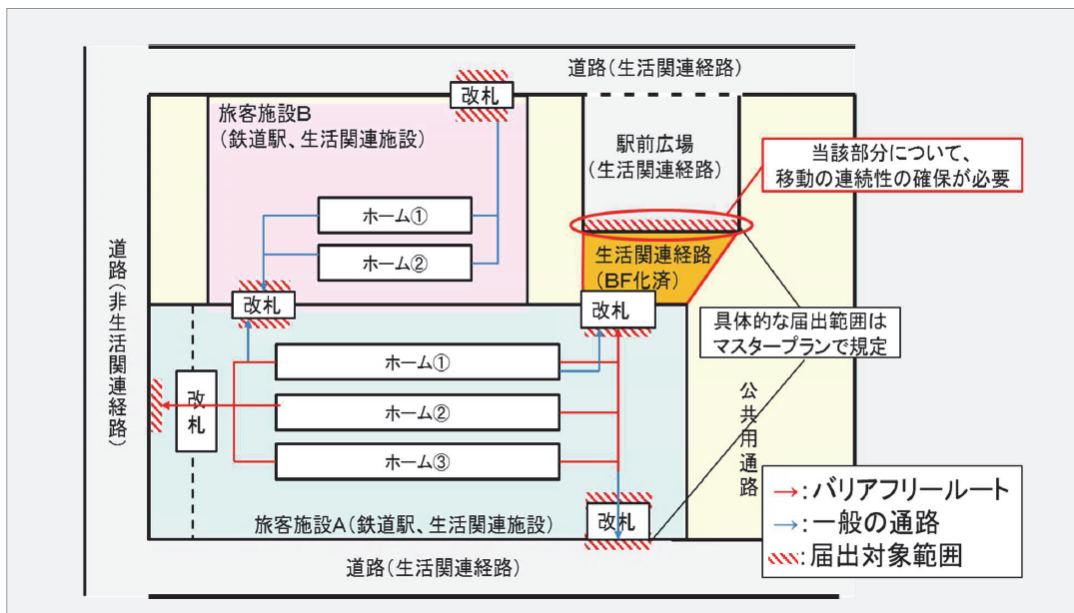 道路（生活関連経路）
改札
旅客施設B
（鉄道駅、生活関連施設）
駅前広場
（生活関連経路）
当該部分について、
移動の連続性の確保が必要
ホーム①
ホーム②
生活関連経路
（BF化済）
道路（非生活関連経路）
改札
改札
具体的な届出範囲は
マスタープランで規定
ホーム①
改札
ホーム②
ホーム③
公共用通路
旅客施設A（鉄道駅、生活関連施設）
改札
道路（生活関連経路）
→：バリアフリールート
→：一般の通路
：届出対象範囲